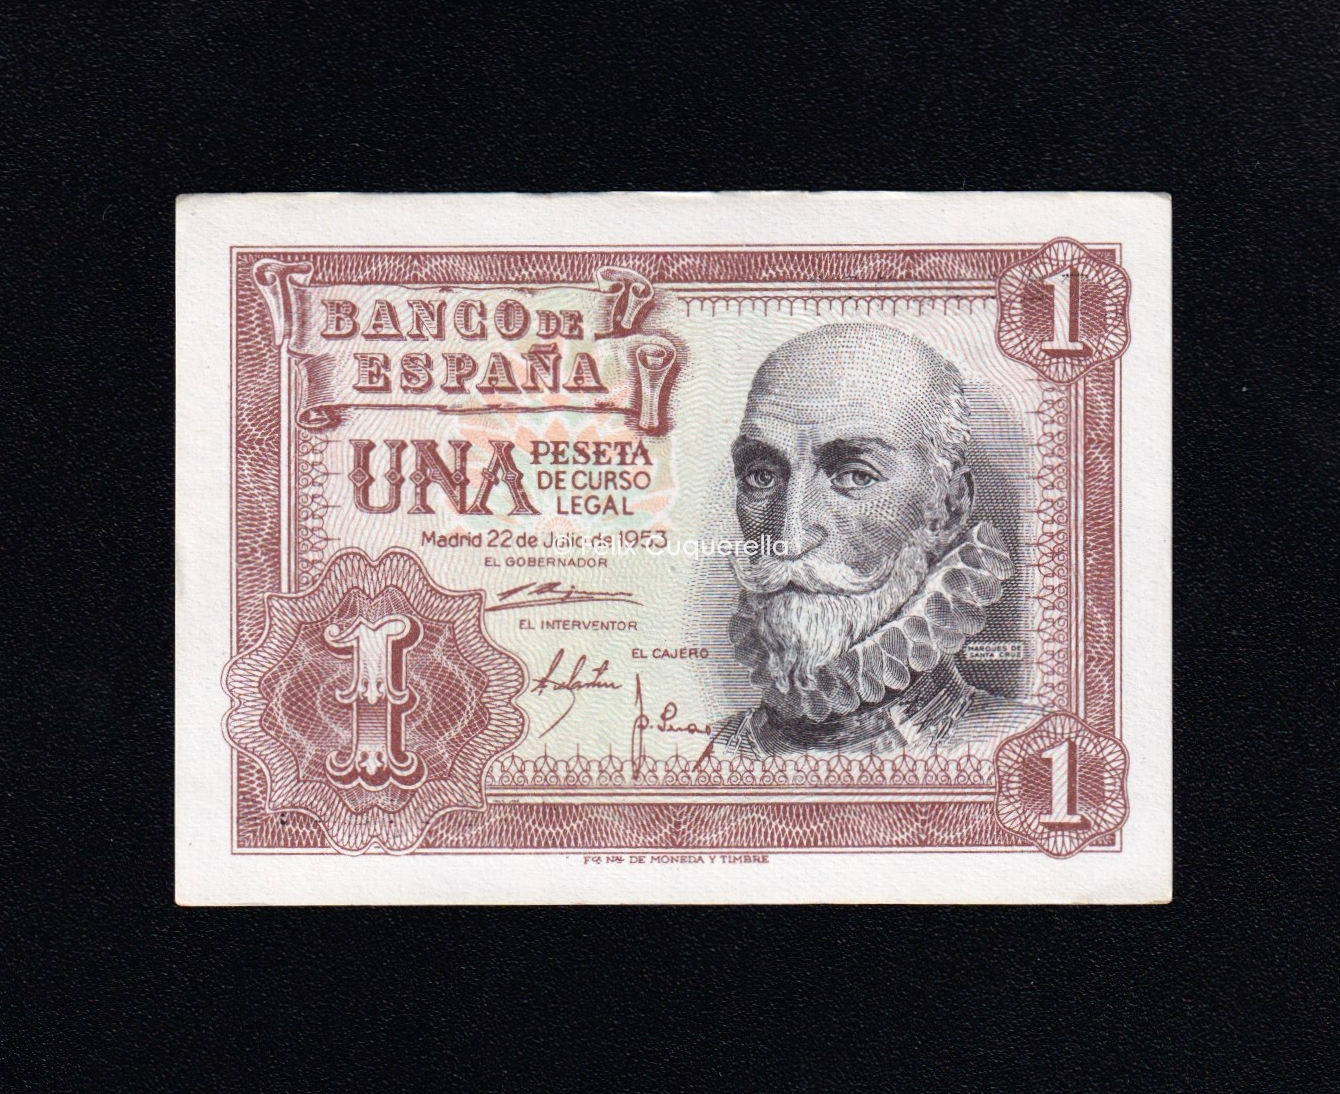 BANCO DE
ESPAÑA
UNA PESETA
DE CURSO
LEGAL
Madrid 22 de Julio de 1953
© Felix Cuquerella
EL GOBERNADOR
EL INTERVENTOR
EL CAJERO
MARQUÉS DE
SANTA CRUZ
1
1
1
Fca. Nal. DE MONEDA Y TIMBRE